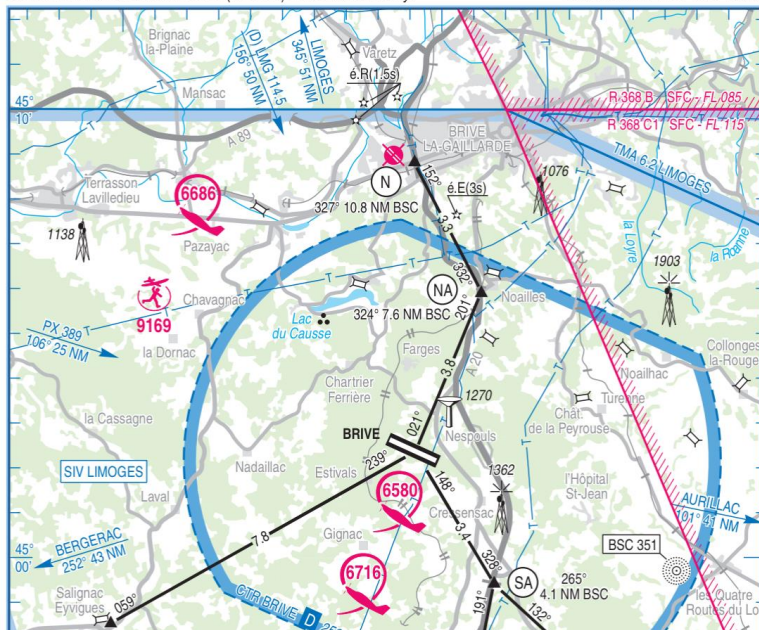 Brignac
la-Plaine
(D) LMG 114.5
156° 50 NM
LIMOGES
345° 51 NM
Varetz
é.R(1.5s)
Mansac
45°
10'
A 89
BRIVE
LA-GAILLARDE
R 368 B - SFC - FL 085
R 368 C1 - SFC - FL 115
TMA 6.2 LIMOGES
Terrasson
Lavilledieu
6686
Pazayac
N
327° 10.8 NM BSC
152°
é.E(3s)
1076
3.3
332°
la Loyre
la Roanne
1138
9169
Chavagnac
la Dornac
NA
324° 7.6 NM BSC
201°
Noailles
1903
Lac
du Causse
PX 389
106° 25 NM
Collonges
la-Rouge
Noailhac
Farges
3.8
A 20
Turenne
Chartrier
Ferrière
1270
Chât.
de la Peyrouse
la Cassagne
021°
BRIVE
Nespouls
239°
148°
Nadaillac
Estivals
SIV LIMOGES
6580
1362
Laval
Cressensac
l'Hôpital
St-Jean
AURILLAC
101° 41 NM
7.8
3.4
BERGERAC
252° 43 NM
Gignac
BSC 351
45°
00'
328°
6716
SA
265°
4.1 NM BSC
les Quatre
Routes du Lot
Salignac
Eyvigues
059°
CTR BRIVE D
191°
132°